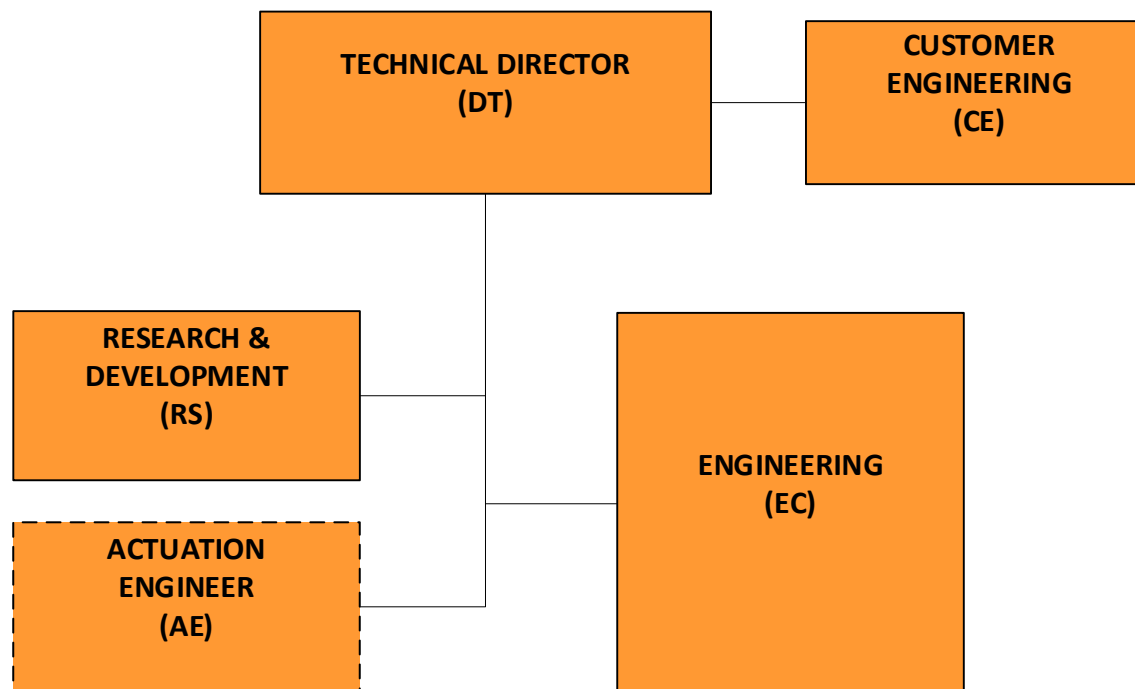 TECHNICAL DIRECTOR
(DT)
CUSTOMER
ENGINEERING
(CE)
RESEARCH &
DEVELOPMENT
(RS)
ENGINEERING
(EC)
ACTUATION
ENGINEER
(AE)